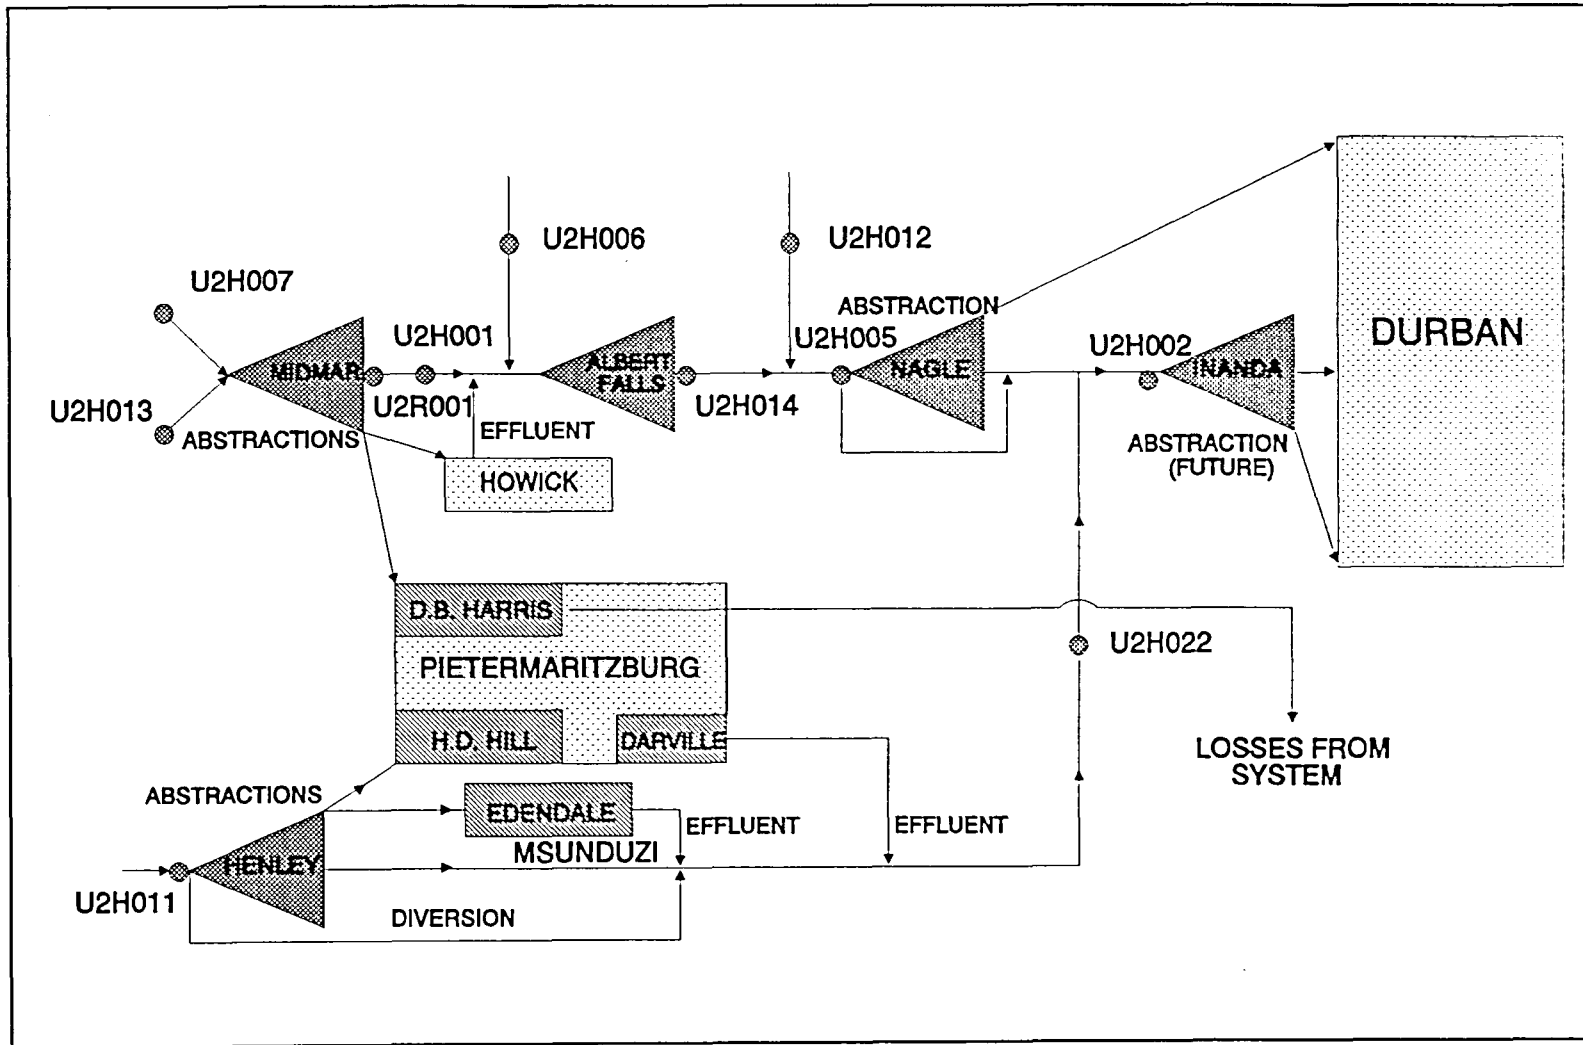 U2H006
U2H012
U2H007
ABSTRACTION
U2H001
U2H005
DURBAN
U2H002
MIDMAR
ALBERT
FALLS
NAGLE
INANDA
U2R001
U2H014
U2H013
ABSTRACTIONS
EFFLUENT
ABSTRACTION
(FUTURE)
HOWICK
D.B. HARRIS
U2H022
PIETERMARITZBURG
H.D. HILL
DARVILLE
LOSSES FROM
SYSTEM
ABSTRACTIONS
EDENDALE
EFFLUENT
EFFLUENT
MSUNDUZI
HENLEY
U2H011
DIVERSION